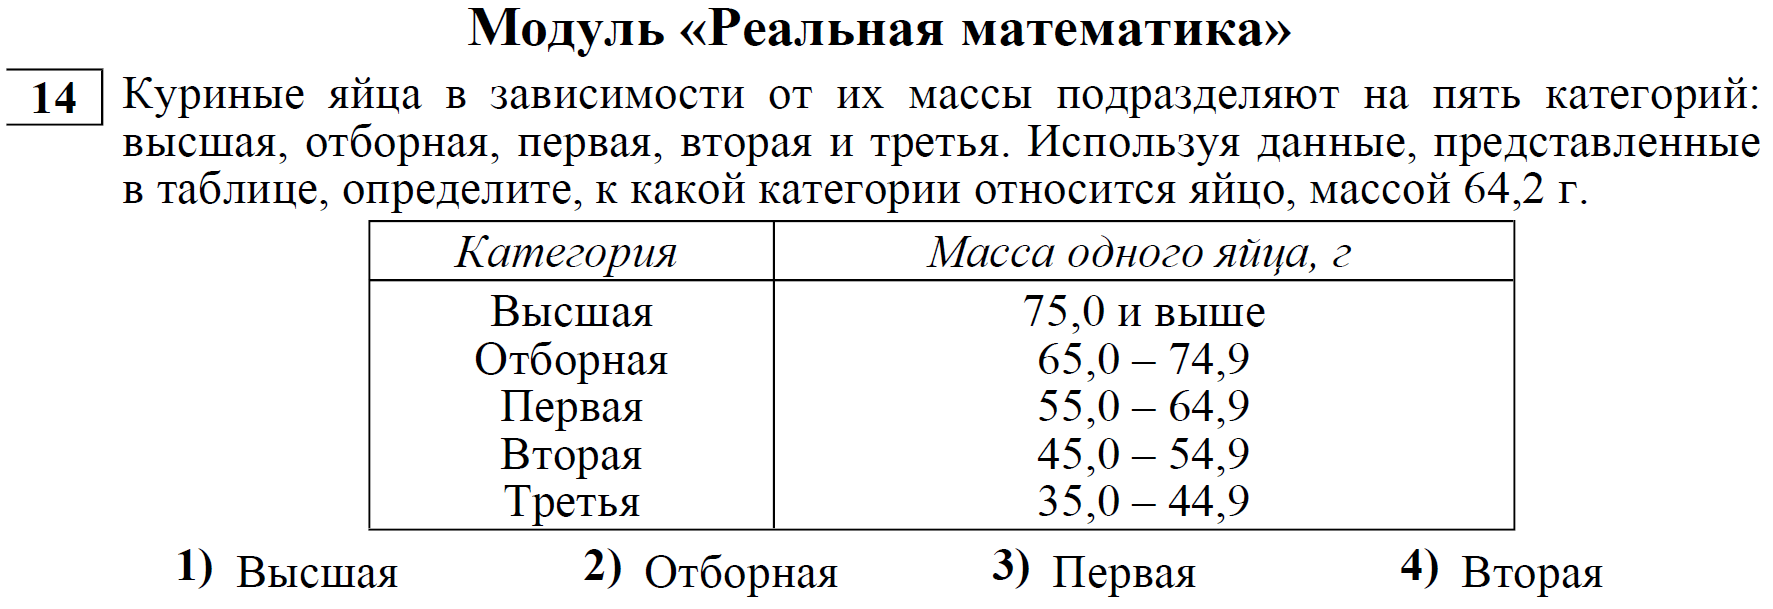 Модуль «Реальная математика»
14 Куриные яйца в зависимости от их массы подразделяют на пять категорий:
высшая, отборная, первая, вторая и третья. Используя данные, представленные
в таблице, определите, к какой категории относится яйцо, массой 64,2 г.
Категория Масса одного яйца, г
Высшая 75,0 и выше
Отборная 65,0 – 74,9
Первая 55,0 – 64,9
Вторая 45,0 – 54,9
Третья 35,0 – 44,9
1) Высшая 2) Отборная 3) Первая 4) Вторая